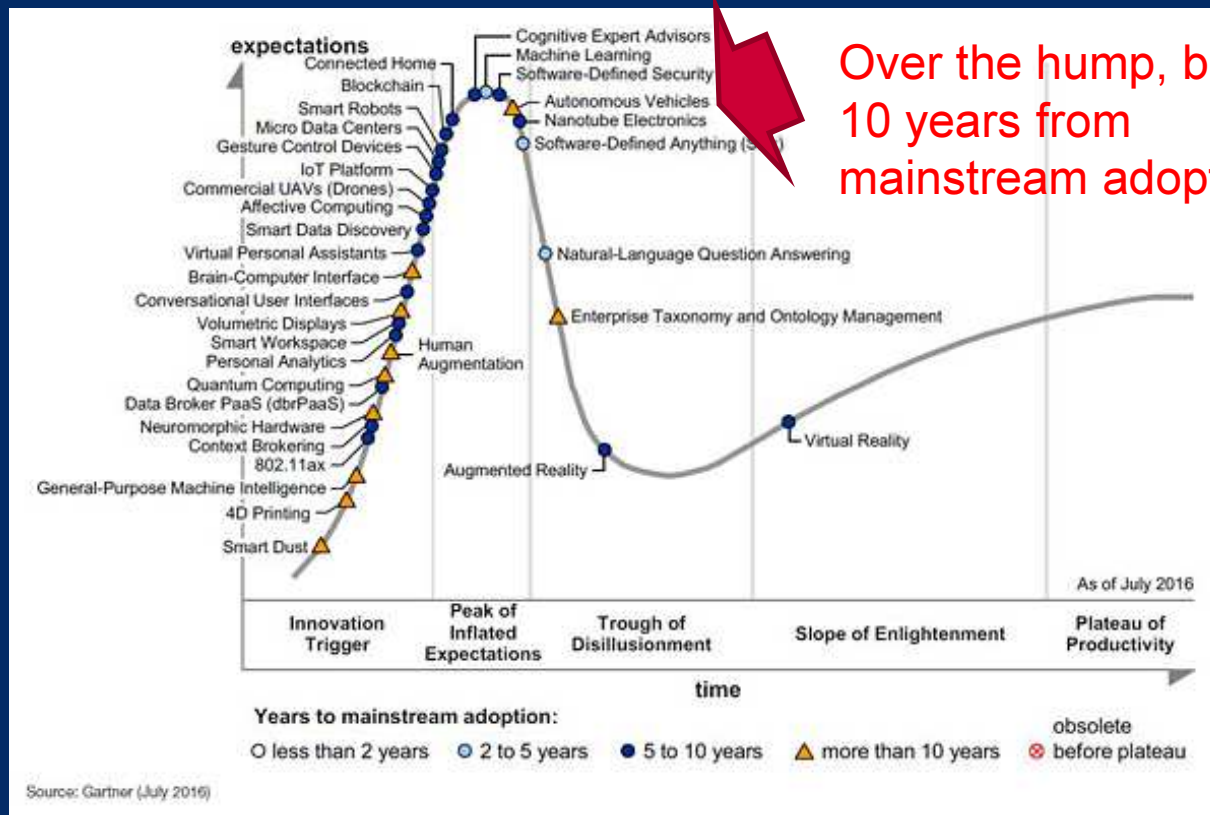 Over the hump, b
10 years from
mainstream adop
expectations
Cognitive Expert Advisors
Machine Learning
Software-Defined Security
Autonomous Vehicles
Nanotube Electronics
Software-Defined Anything
Connected Home
Blockchain
Smart Robots
Micro Data Centers
Gesture Control Devices
IoT Platform
Commercial UAVs (Drones)
Affective Computing
Smart Data Discovery
Virtual Personal Assistants
Brain-Computer Interface
Conversational User Interfaces
Volumetric Displays
Smart Workspace
Personal Analytics
Human
Augmentation
Quantum Computing
Data Broker PaaS (dbrPaaS)
Neuromorphic Hardware
Context Brokering
802.11ax
General-Purpose Machine Intelligence
4D Printing
Smart Dust
Natural-Language Question Answering
Enterprise Taxonomy and Ontology Management
Augmented Reality
Virtual Reality
As of July 2016
Innovation
Trigger
Peak of
Inflated
Expectations
Trough of
Disillusionment
Slope of Enlightenment
Plateau of
Productivity
time
Years to mainstream adoption:
less than 2 years
2 to 5 years
5 to 10 years
more than 10 years
obsolete
before plateau
Source: Gartner (July 2016)